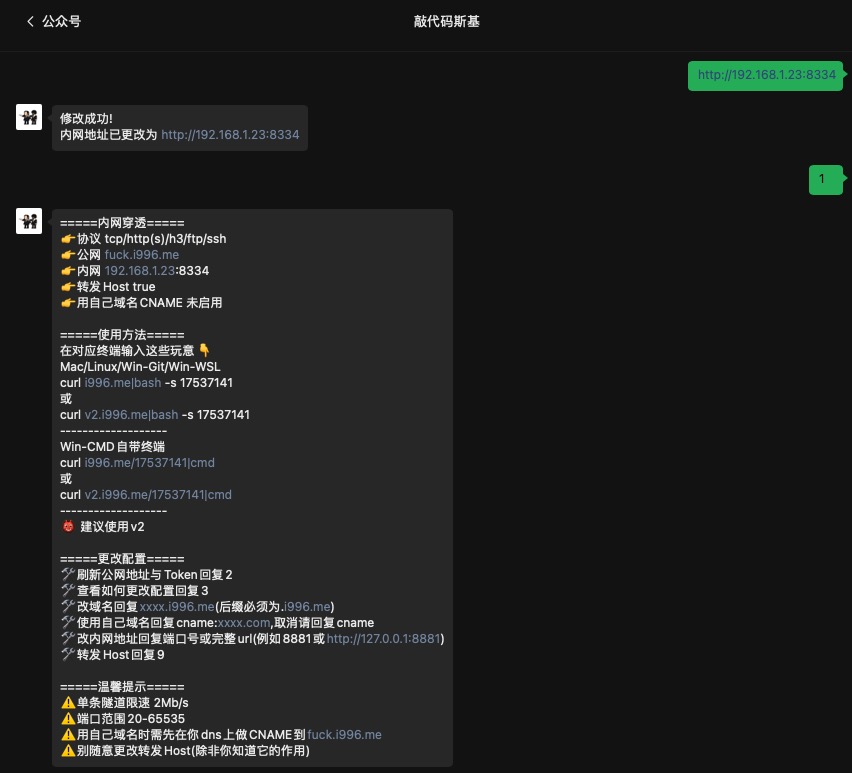 公众号
敲代码斯基
http://192.168.1.23:8334
修改成功!
内网地址已更改为 http://192.168.1.23:8334
1
=====内网穿透=====
👉协议 tcp/http(s)/h3/ftp/ssh
👉公网 fuck.i996.me
👉内网 192.168.1.23:8334
👉转发 Host true
👉用自己域名 CNAME 未启用
=====使用方法=====
在对应终端输入这些玩意 👇
Mac/Linux/Win-Git/Win-WSL
curl i996.me|bash -s 17537141
或
curl v2.i996.me|bash -s 17537141
-------------------
Win-CMD 自带终端
curl i996.me/17537141|cmd
或
curl v2.i996.me/17537141|cmd
-------------------
👹 建议使用 v2
=====更改配置=====
🛠刷新公网地址与 Token 回复 2
🛠查看如何更改配置回复 3
🛠改域名回复 xxxx.i996.me(后缀必须为.i996.me)
🛠使用自己域名回复 cname:xxxx.com,取消请回复 cname
🛠改内网地址回复端口号或完整 url(例如 8881 或 http://127.0.0.1:8881)
🛠转发 Host 回复 9
=====温馨提示=====
⚠️单条隧道限速 2Mb/s
⚠️端口范围 20-65535
⚠️用自己域名时需先在你 dns 上做 CNAME 到 fuck.i996.me
⚠️别随意更改转发 Host(除非你知道它的作用)